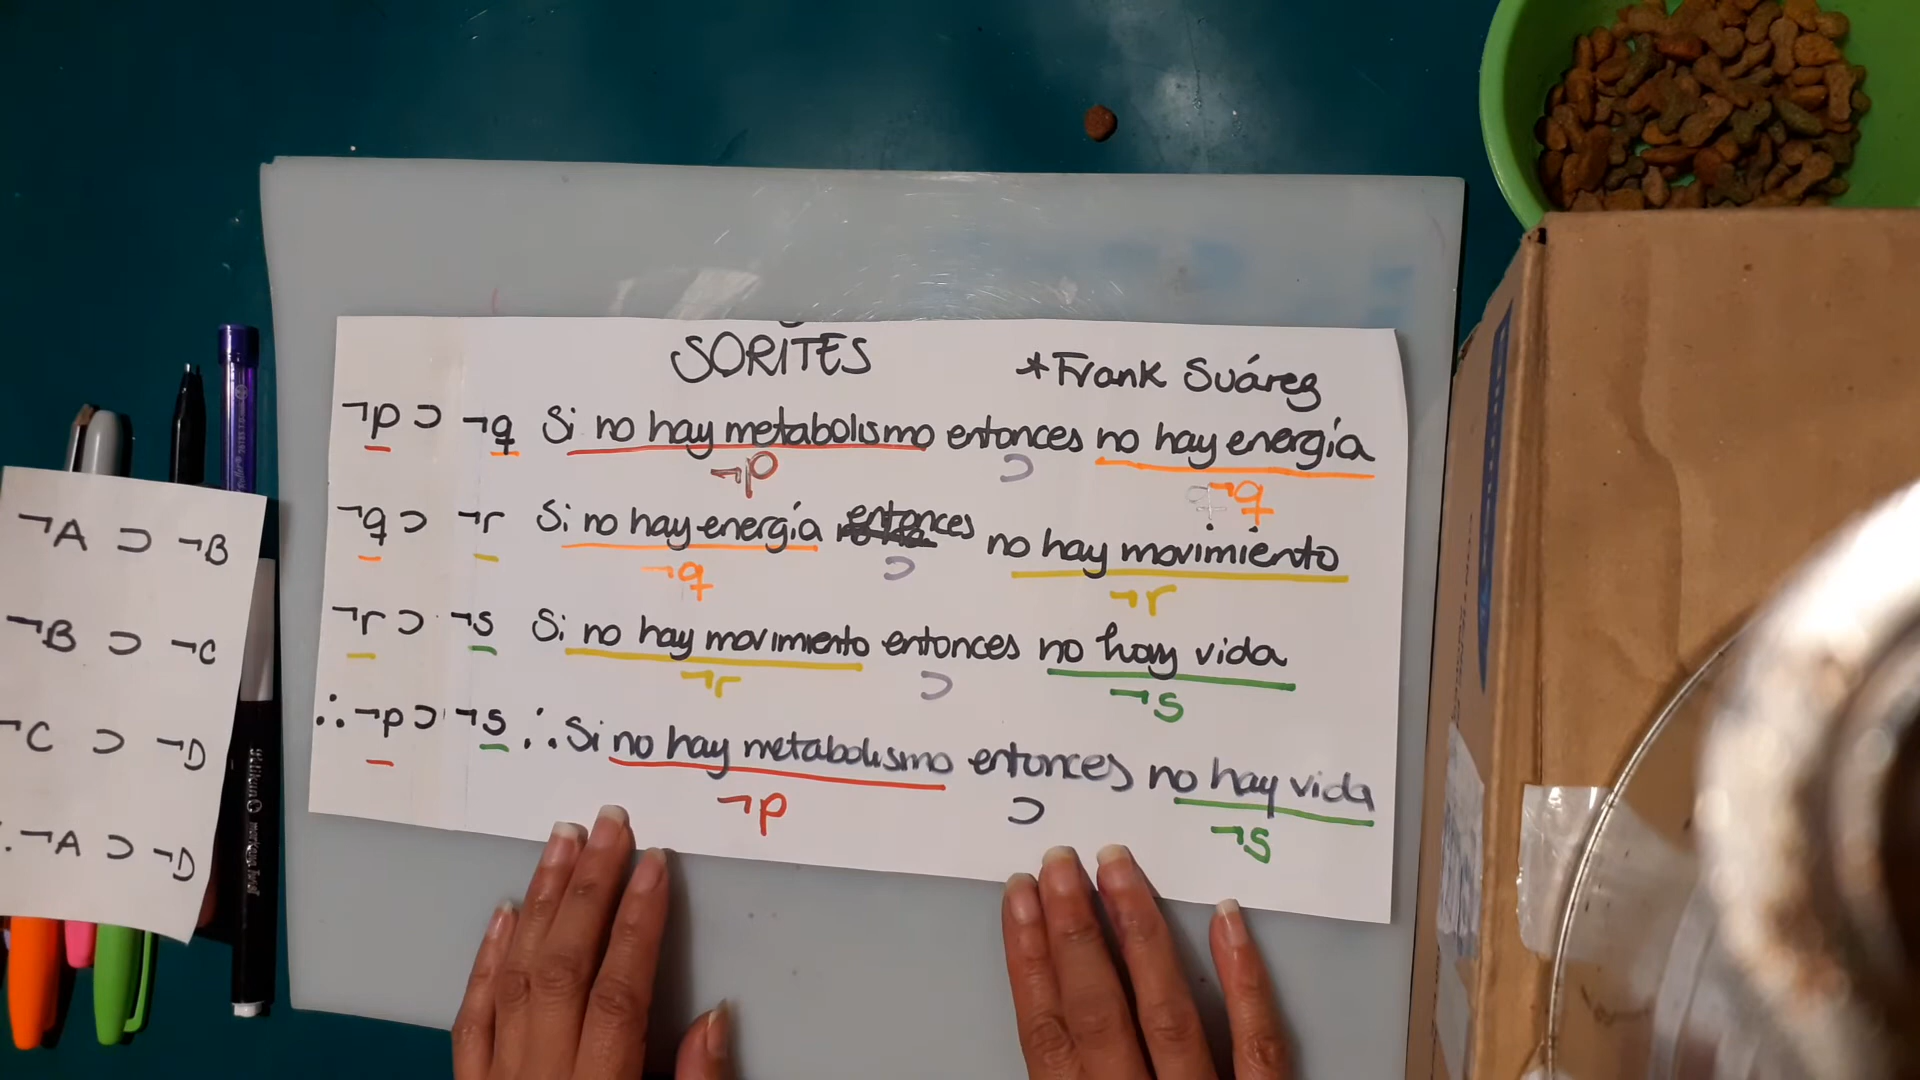 SORITES *Frank Suárez
¬p ⊃ ¬q Si no hay metabolismo entonces no hay energía
¬p ⊃ ¬q
¬q ⊃ ¬r Si no hay energía entonces no hay movimiento
¬q ⊃ ¬r
¬r ⊃ ¬s Si no hay movimiento entonces no hay vida
¬r ⊃ ¬s
∴ ¬p ⊃ ¬s ∴ Si no hay metabolismo entonces no hay vida
¬p ⊃ ¬s
¬A ⊃ ¬B
¬B ⊃ ¬C
¬C ⊃ ¬D
∴ ¬A ⊃ ¬D